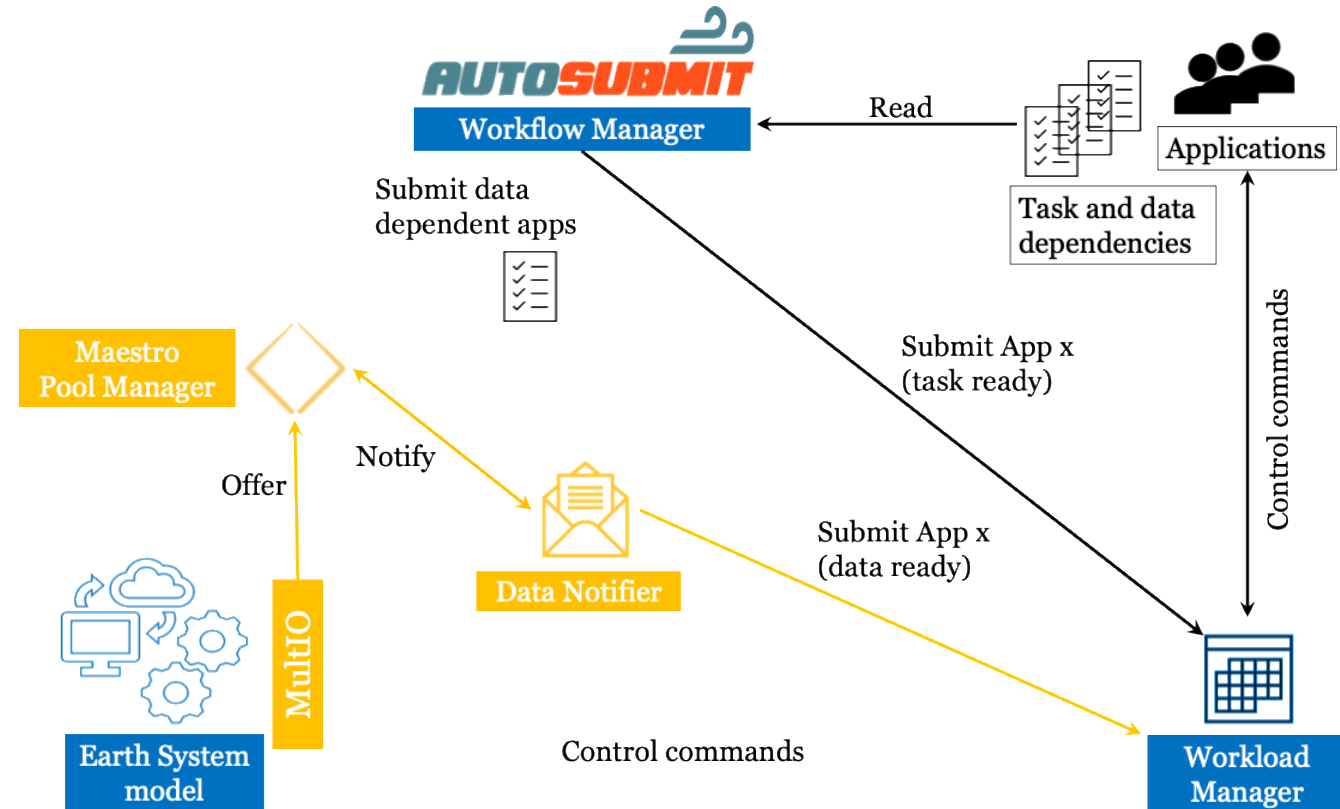 AUTOSUBMIT
Workflow Manager
Read
Applications
Submit data
dependent apps
Task and data
dependencies
Maestro
Pool Manager
Submit App x
(task ready)
Control commands
Notify
Offer
Submit App x
(data ready)
Data Notifier
MultIO
Earth System
model
Control commands
Workload
Manager